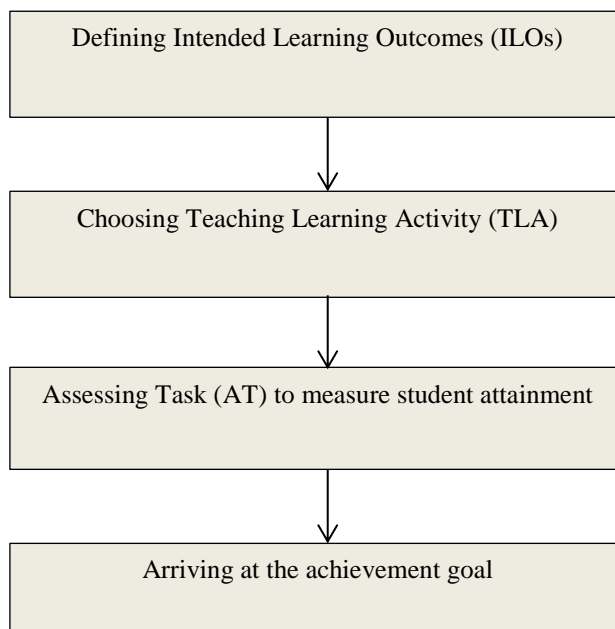 Defining Intended Learning Outcomes (ILOs)
Choosing Teaching Learning Activity (TLA)
Assessing Task (AT) to measure student attainment
Arriving at the achievement goal